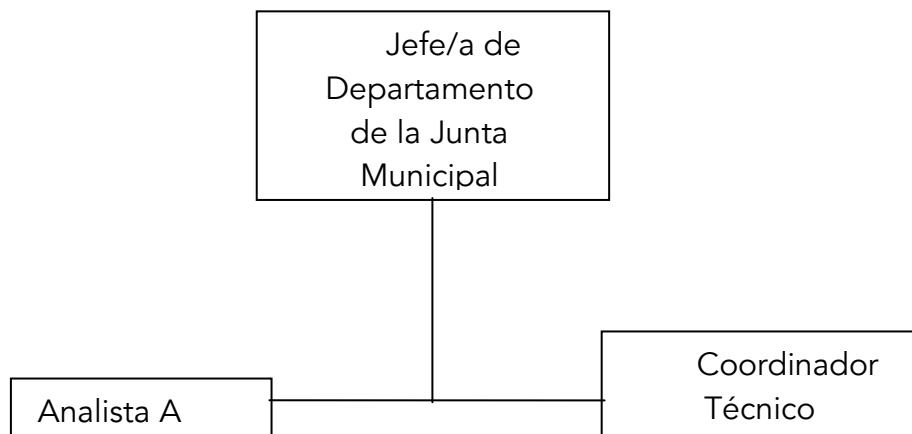 Jefe/a de
Departamento
de la Junta
Municipal
Coordinador
Técnico
Analista A